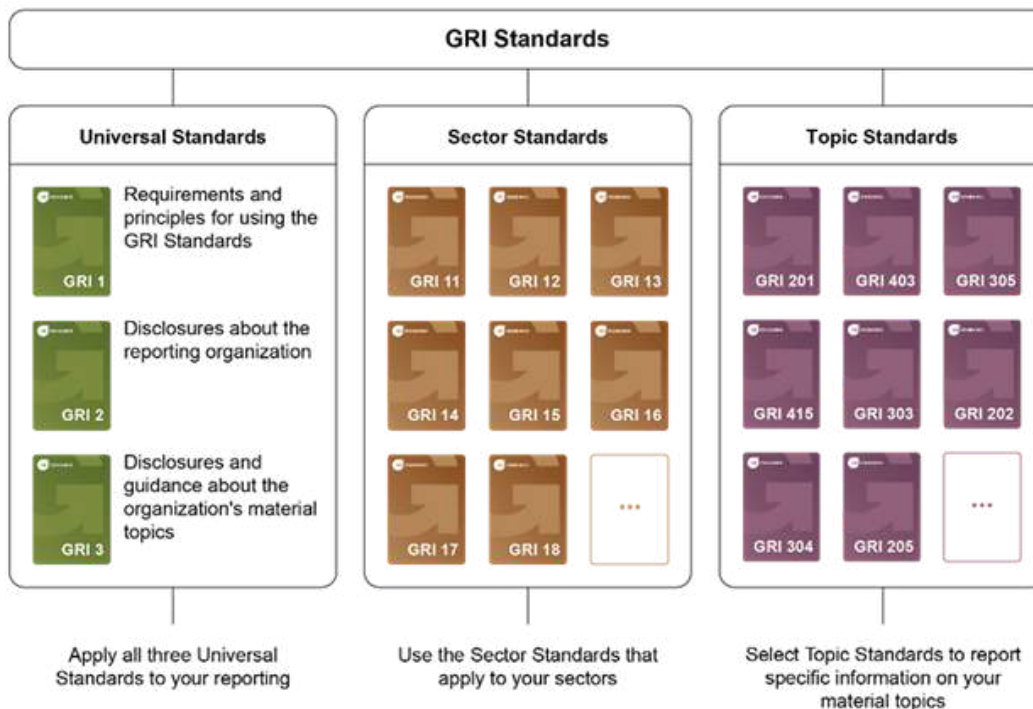 GRI Standards
Universal Standards
Requirements and
principles for using the
GRI Standards
GRI 1
Disclosures about the
reporting organization
GRI 2
Disclosures and
guidance about the
organization's material
topics
GRI 3
Apply all three Universal
Standards to your reporting
Sector Standards
GRI 11
GRI 12
GRI 13
GRI 14
GRI 15
GRI 16
GRI 17
GRI 18
...
Use the Sector Standards that
apply to your sectors
Topic Standards
GRI 201
GRI 403
GRI 305
GRI 415
GRI 303
GRI 202
GRI 304
GRI 205
...
Select Topic Standards to report
specific information on your
material topics